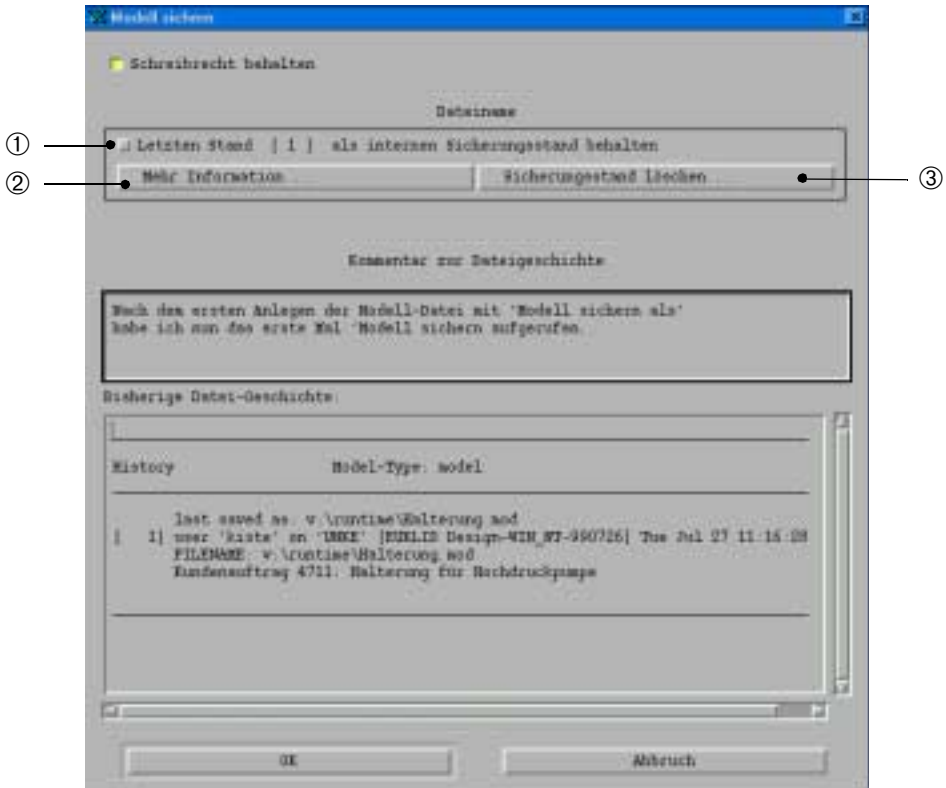 Modell sichern
Schreibrecht behalten
Dateiname
① Letzten Stand [ 1 ] als internen Sicherungsstand behalten
② Mehr Information... Sicherungsstand löschen... ③
Kommentar zur Dateigeschichte
Nach dem ersten Anlegen der Modell-Datei mit 'Modell sichern als'
habe ich nun das erste Mal 'Modell sichern aufgerufen.
Bisherige Datei-Geschichte:
History Model-Type: model
last saved as: v:\runtime\Halterung.mod
[ 1] user 'kiste' on 'UNKE' [EUKLID Design-WIN_NT-990726] Tue Jul 27 11:16:28
FILENAME: v:\runtime\Halterung.mod
Kundenauftrag 4711: Halterung für Hochdruckpumpe
OK Abbruch